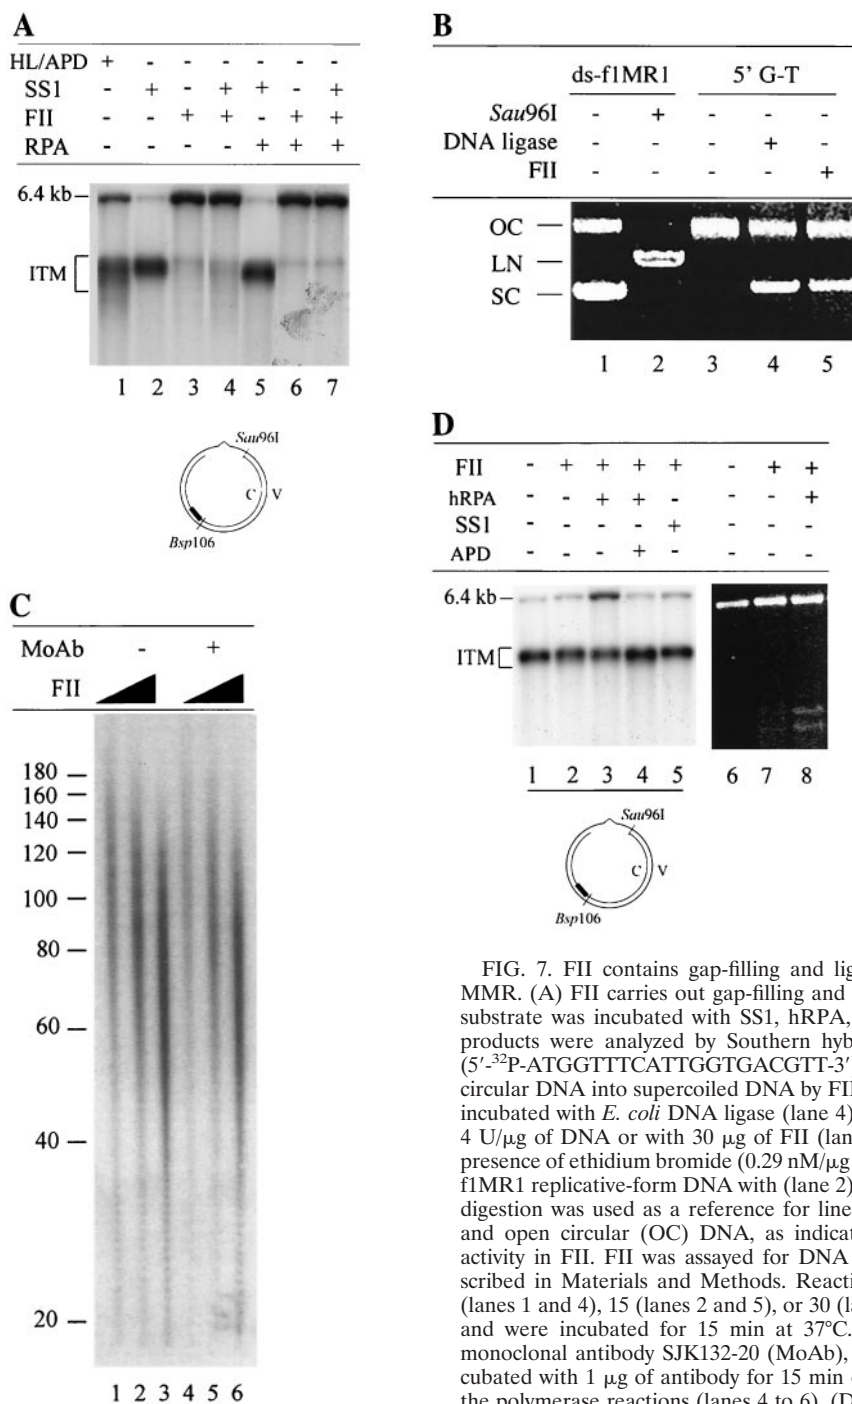 A
HL/APD + - - - - - -
SS1 - + - + + - +
FII - - + + - + +
RPA - - - - + + +
6.4 kb
ITM
1 2 3 4 5 6 7
Sau96I
C V
Bsp106
B
ds-f1MR1 5' G-T
Sau96I - + - - -
DNA ligase - - - + -
FII - - - - +
OC
LN
SC
1 2 3 4 5
C
MoAb - +
FII
180
160
140
120
100
80
60
40
20
1 2 3 4 5 6
D
FII - + + + + - + +
hRPA - - + + - - - +
SS1 - - - - + - - -
APD - - - + - - - -
6.4 kb
ITM
1 2 3 4 5 6 7 8
Sau96I
C V
Bsp106
FIG. 7. FII contains gap-filling and lig
MMR. (A) FII carries out gap-filling and
substrate was incubated with SS1, hRPA,
products were analyzed by Southern hyb
(5′-32P-ATGGTTTCATTGGTGACGTT-3′
circular DNA into supercoiled DNA by FII
incubated with E. coli DNA ligase (lane 4)
4 U/μg of DNA or with 30 μg of FII (lan
presence of ethidium bromide (0.29 nM/μg
f1MR1 replicative-form DNA with (lane 2)
digestion was used as a reference for line
and open circular (OC) DNA, as indicat
activity in FII. FII was assayed for DNA
scribed in Materials and Methods. Reacti
(lanes 1 and 4), 15 (lanes 2 and 5), or 30 (la
and were incubated for 15 min at 37°C.
monoclonal antibody SJK132-20 (MoAb),
cubated with 1 μg of antibody for 15 min
the polymerase reactions (lanes 4 to 6). (D